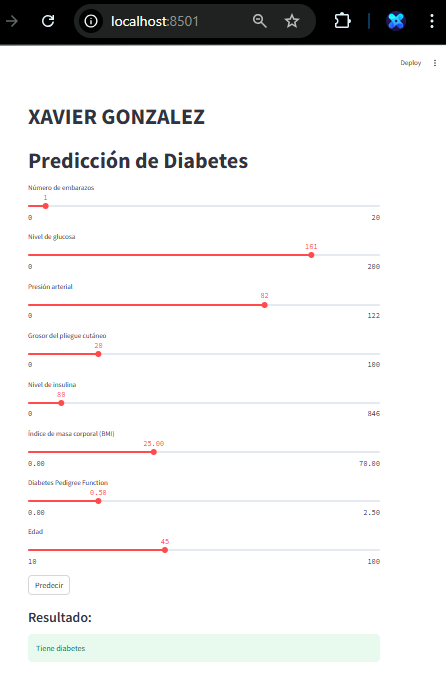 localhost:8501
Deploy
XAVIER GONZALEZ
Predicción de Diabetes
Número de embarazos
1
0 20
Nivel de glucosa
161
0 200
Presión arterial
82
0 122
Grosor del pliegue cutáneo
20
0 100
Nivel de insulina
80
0 846
Índice de masa corporal (BMI)
25.00
0.00 70.00
Diabetes Pedigree Function
0.50
0.00 2.50
Edad
45
10 100
Predecir
Resultado:
Tiene diabetes